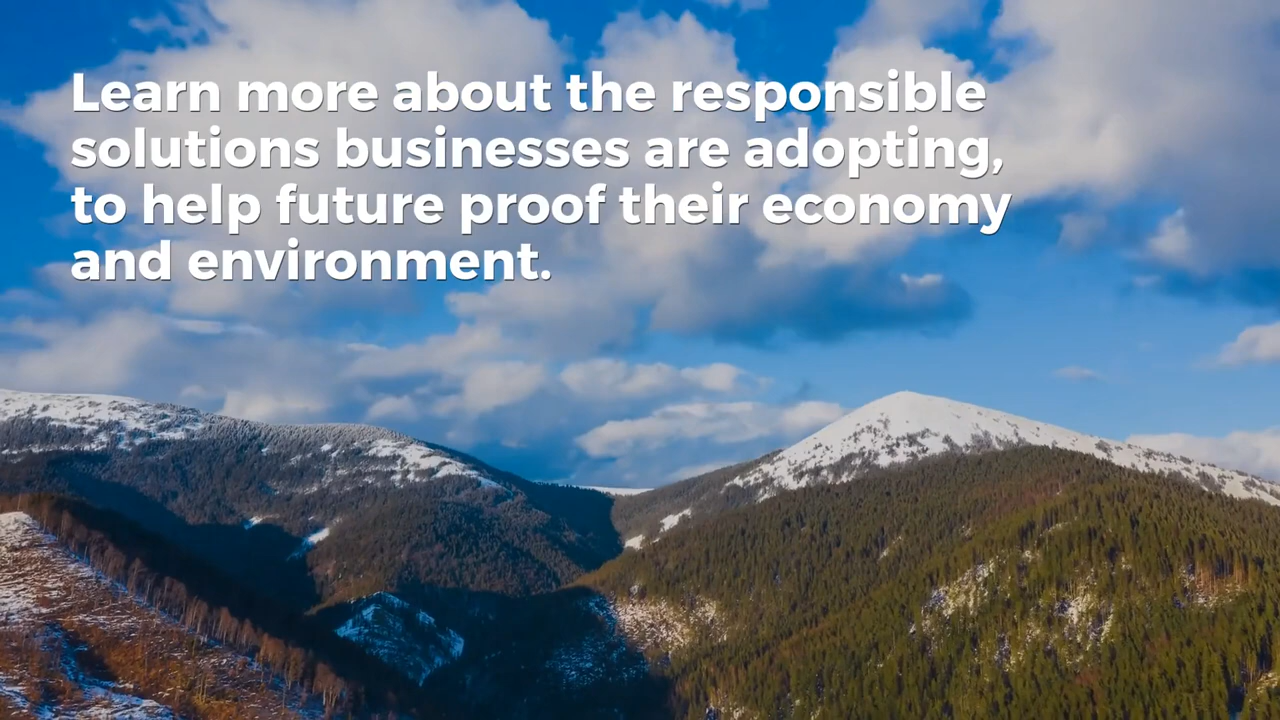 Learn more about the responsible
solutions businesses are adopting,
to help future proof their economy
and environment.